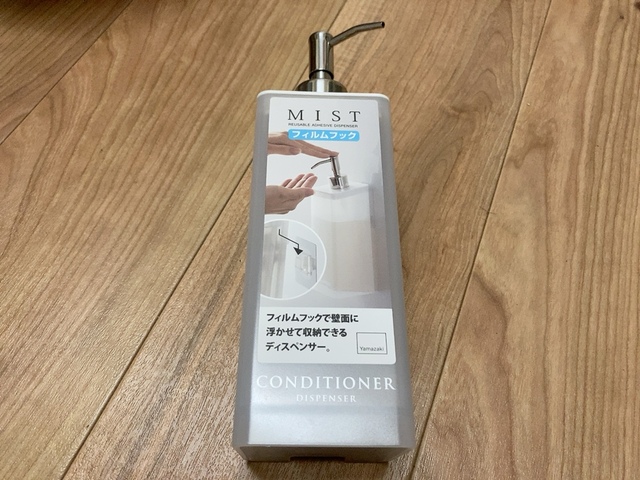 MIST
REUSABLE ADHESIVE DISPENSER
フィルムフック
フィルムフックで壁面に
浮かせて収納できる
ディスペンサー。
Yamazaki
CONDITIONER
DISPENSER